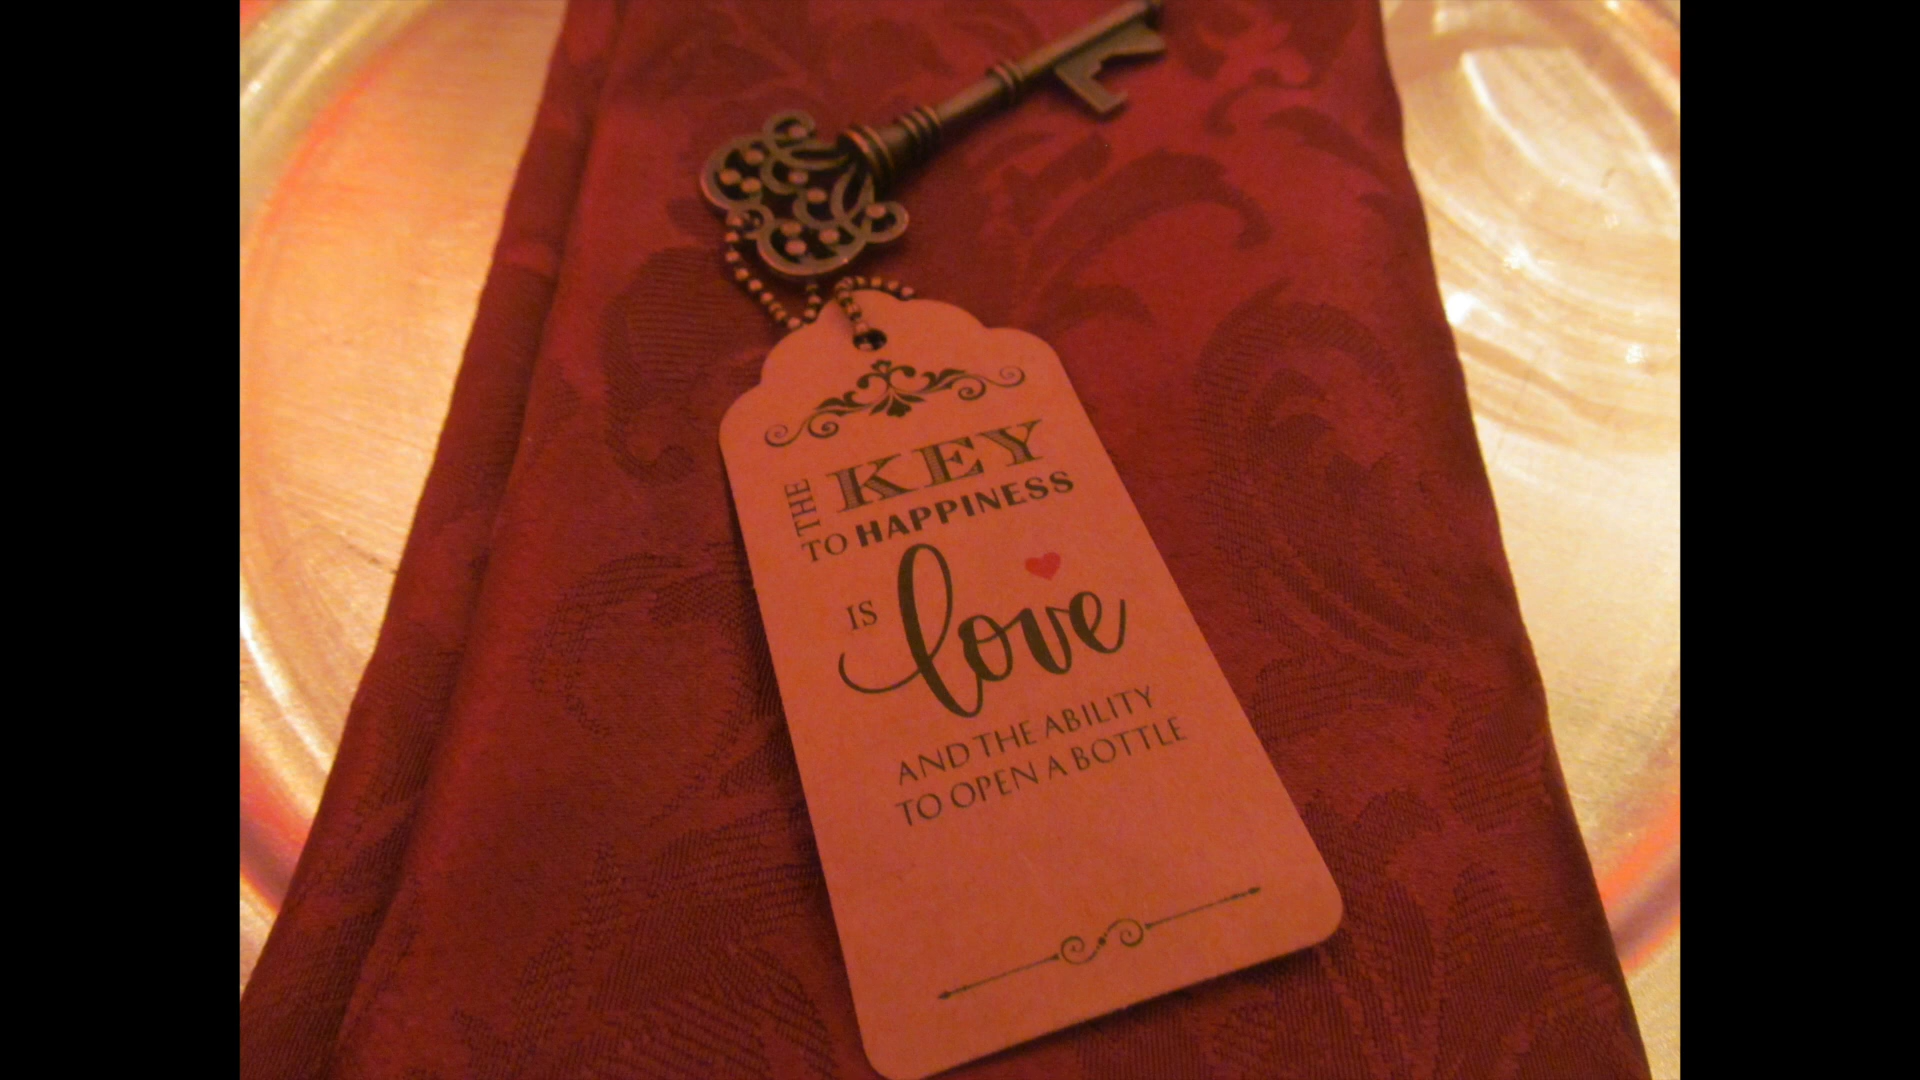 THE KEY
TO HAPPINESS
IS love
AND THE ABILITY
TO OPEN A BOTTLE